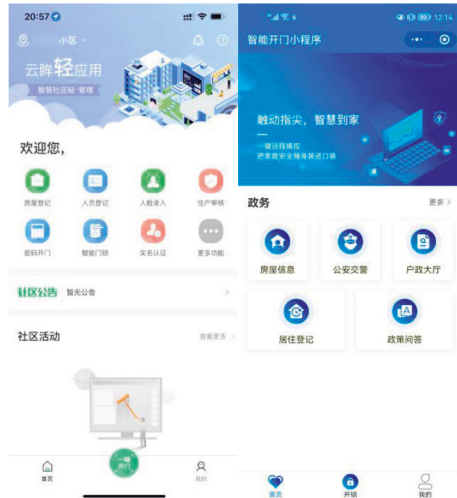 20:57
小区
云眸轻应用
智慧社区轻·管理
欢迎您，
房屋登记
人员登记
人脸录入
住户审核
密码开门
智能门锁
实名认证
更多功能
社区公告
暂无公告
社区活动
查看更多
首页
一键
开门
我的
12:14
智能开门小程序
触动指尖，智慧到家
一键远程操控
把家庭安全随身装进口袋
政务
更多
房屋信息
公安交警
户政大厅
居住登记
政策问答
首页
开锁
我的